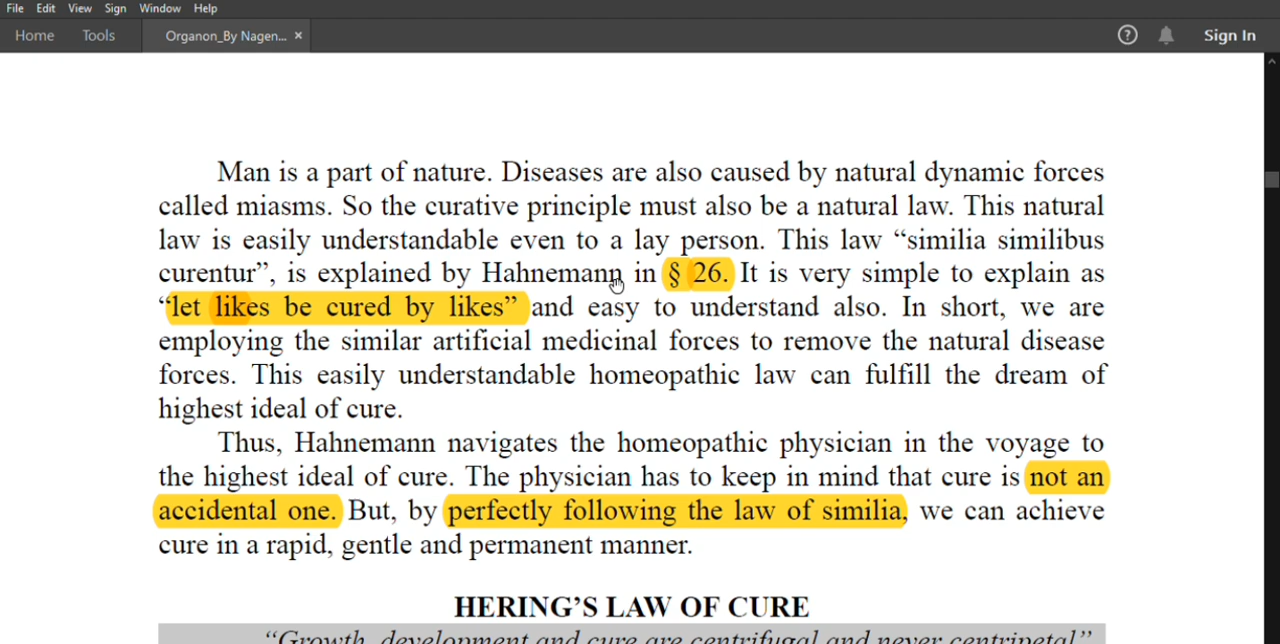 File Edit View Sign Window Help
Home Tools Organon_By Nagen... × ? Sign In
Man is a part of nature. Diseases are also caused by natural dynamic forces
called miasms. So the curative principle must also be a natural law. This natural
law is easily understandable even to a lay person. This law “similia similibus
curentur”, is explained by Hahnemann in § 26. It is very simple to explain as
“let likes be cured by likes” and easy to understand also. In short, we are
employing the similar artificial medicinal forces to remove the natural disease
forces. This easily understandable homeopathic law can fulfill the dream of
highest ideal of cure.
Thus, Hahnemann navigates the homeopathic physician in the voyage to
the highest ideal of cure. The physician has to keep in mind that cure is not an
accidental one. But, by perfectly following the law of similia, we can achieve
cure in a rapid, gentle and permanent manner.
HERING’S LAW OF CURE
“Growth, development and cure are centrifugal and never centripetal”